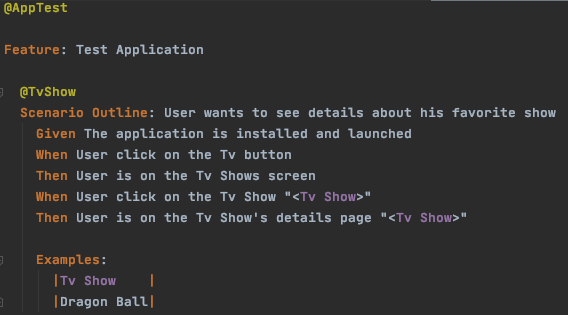 @AppTest
Feature: Test Application
@TvShow
Scenario Outline: User wants to see details about his favorite show
Given The application is installed and launched
When User click on the Tv button
Then User is on the Tv Shows screen
When User click on the Tv Show "<Tv Show>"
Then User is on the Tv Show's details page "<Tv Show>"
Examples:
|Tv Show    |
|Dragon Ball|